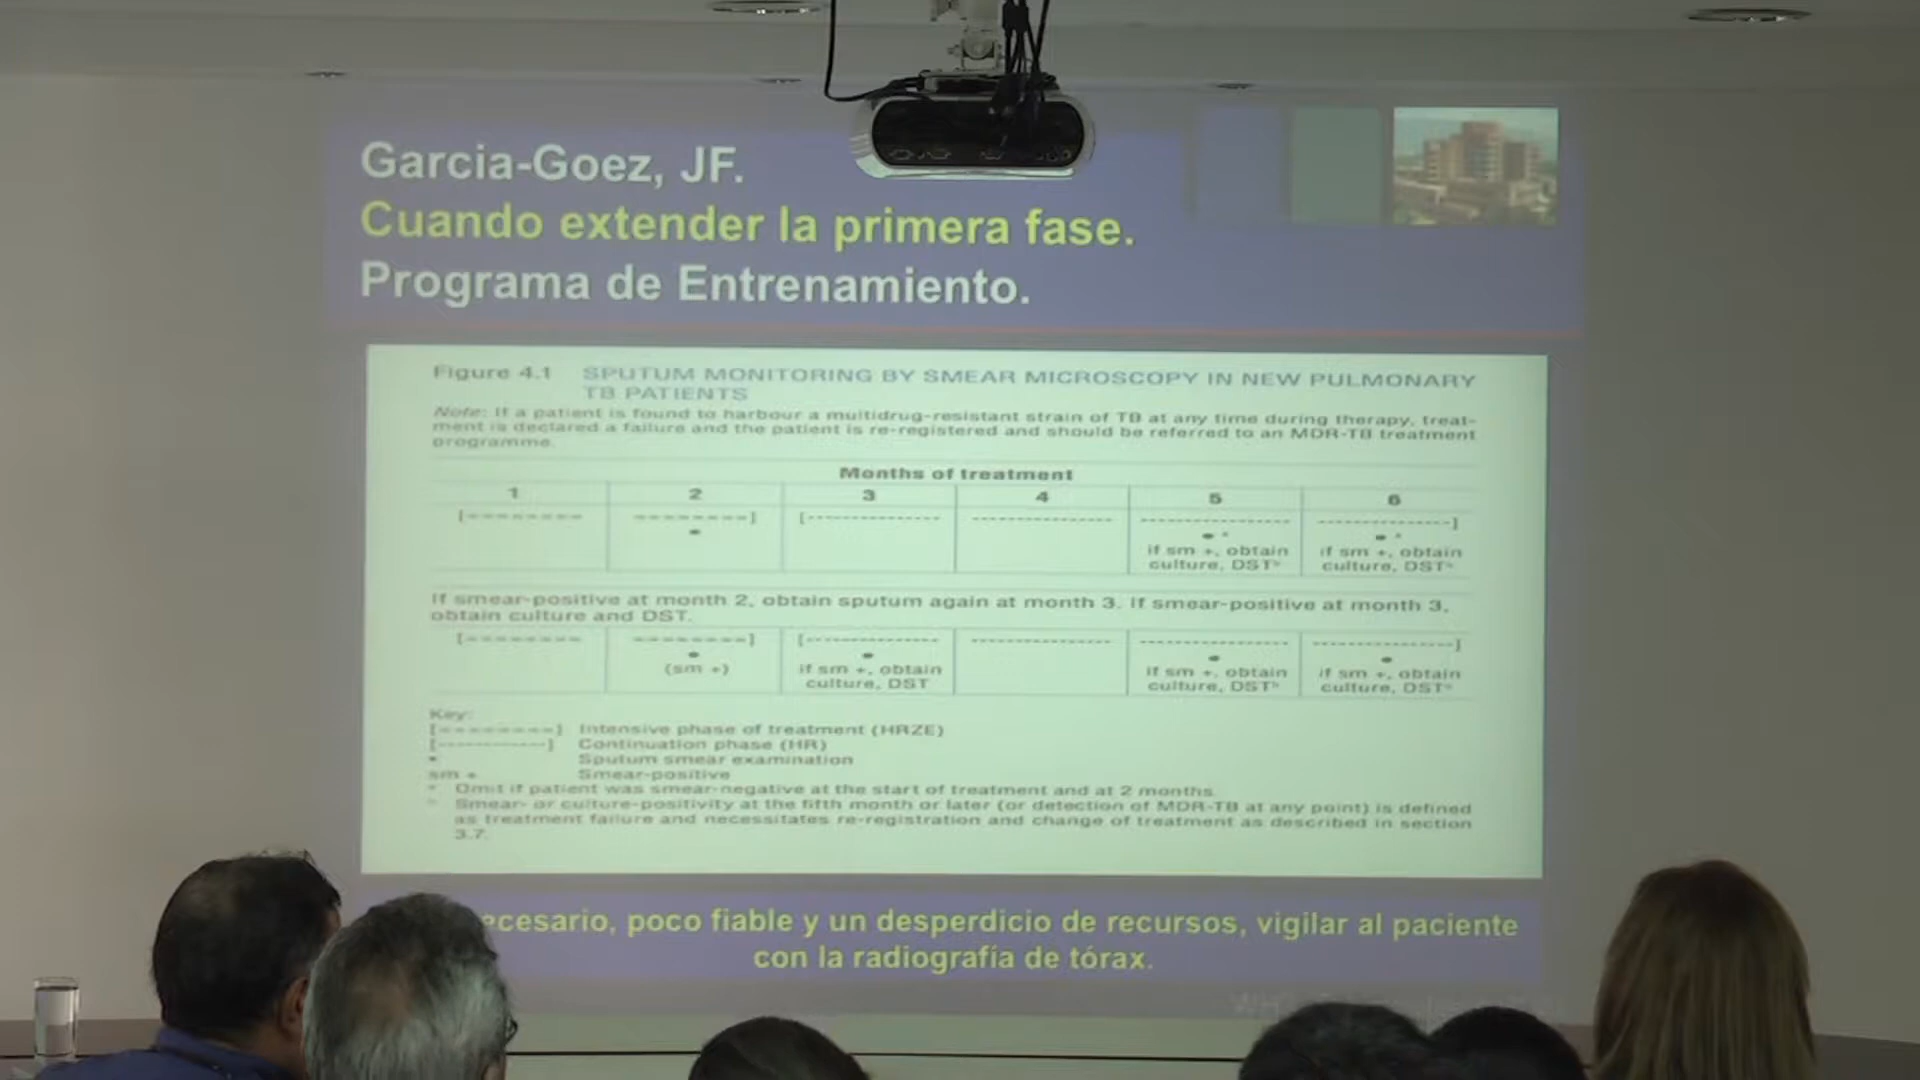 Garcia-Goez, JF.
Cuando extender la primera fase.
Programa de Entrenamiento.
Figure 4.1 SPUTUM MONITORING BY SMEAR MICROSCOPY IN NEW PULMONARY
TB PATIENTS
Note: If a patient is found to harbour a multidrug-resistant strain of TB at any time during therapy, treat-
ment is declared a failure and the patient is re-registered and should be referred to an MDR-TB treatment
programme.
Months of treatment
1 2 3 4 5 6
[-------- --------] [-------------- -------------- -------------- --------------]
if sm +, obtain if sm +, obtain
culture, DST culture, DST
If smear-positive at month 2, obtain sputum again at month 3. If smear-positive at month 3,
obtain culture and DST.
[-------- --------] [-------------- -------------- -------------- --------------]
(sm +) if sm +, obtain if sm +, obtain if sm +, obtain
culture, DST culture, DST culture, DST
Key:
[--------] Intensive phase of treatment (HRZE)
[-----------] Continuation phase (HR)
• Sputum smear examination
sm + Smear-positive
Omit if patient was smear-negative at the start of treatment and at 2 months.
Smear- or culture-positivity at the fifth month or later (or detection of MDR-TB at any point) is defined
as treatment failure and necessitates re-registration and change of treatment as described in section
3.7.
ecesario, poco fiable y un desperdicio de recursos, vigilar al paciente
con la radiografía de tórax.